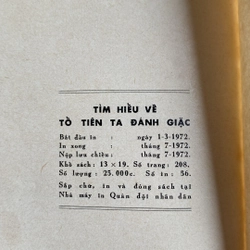 TÌM HIỂU VỀ
TỔ TIÊN TA ĐÁNH GIẶC
Bắt đầu in : ngày 1-3-1972.
In xong : tháng 7-1972.
Nộp lưu chiểu: tháng 7-1972.
Khổ sách: 13 × 19. Số trang: 208.
Số lượng: 25.000c. Số in: 56.
Sắp chữ, in và đóng sách tại
Nhà máy in Quân đội nhân dân